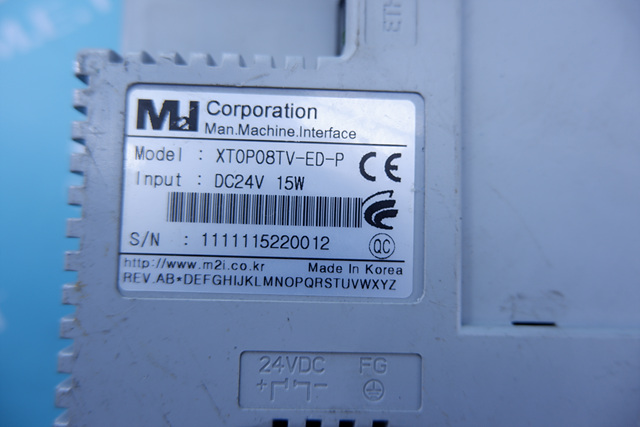 M2I Corporation
Man.Machine.Interface
Model : XTOP08TV-ED-P
CE
Input : DC24V 15W
S/N : 1111115220012
QC
http://www.m2i.co.kr Made In Korea
REV.AB*DEFGHIJKLMNOPQRSTUVWXYZ
24VDC FG
+ −